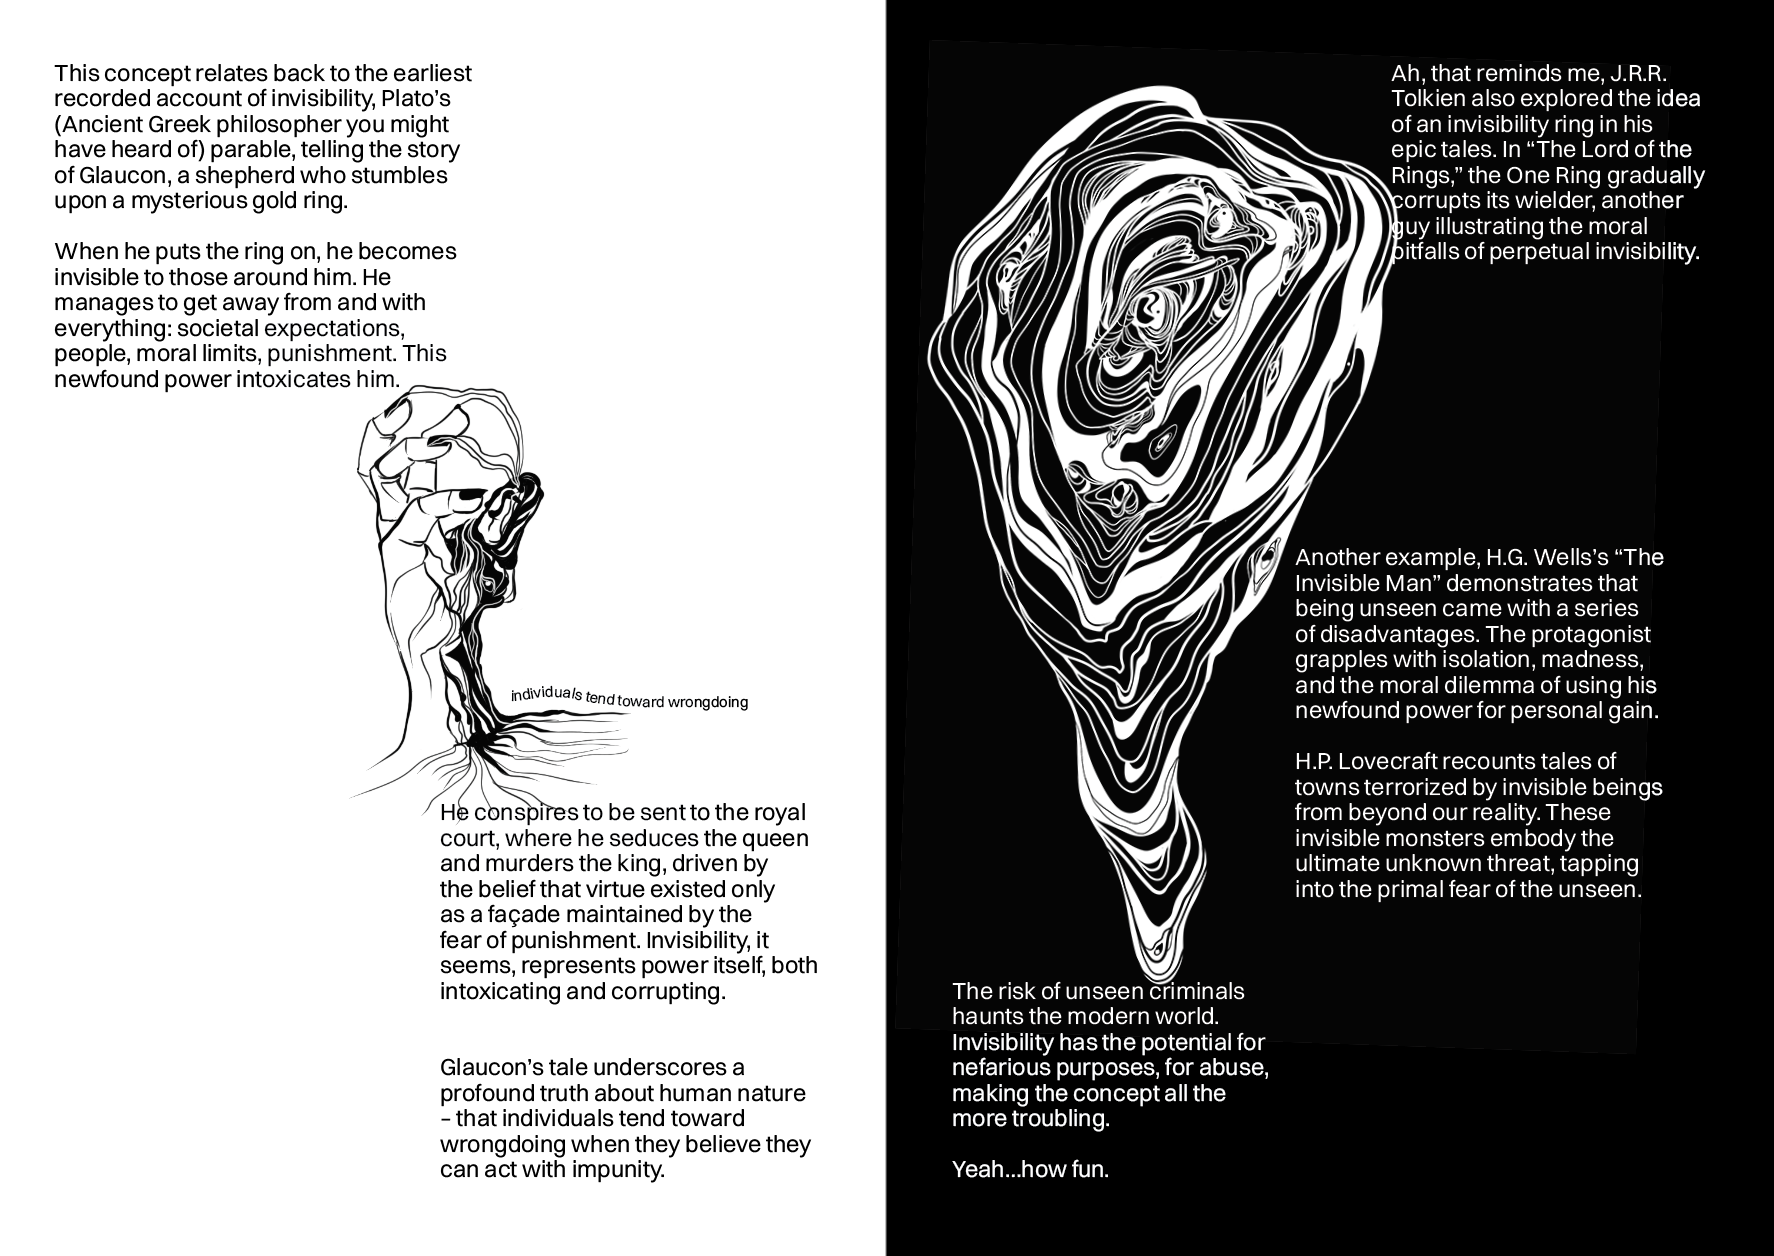 This concept relates back to the earliest
recorded account of invisibility, Plato’s
(Ancient Greek philosopher you might
have heard of) parable, telling the story
of Glaucon, a shepherd who stumbles
upon a mysterious gold ring.
When he puts the ring on, he becomes
invisible to those around him. He
manages to get away from and with
everything: societal expectations,
people, moral limits, punishment. This
newfound power intoxicates him.
individuals tend toward wrongdoing
He conspires to be sent to the royal
court, where he seduces the queen
and murders the king, driven by
the belief that virtue existed only
as a façade maintained by the
fear of punishment. Invisibility, it
seems, represents power itself, both
intoxicating and corrupting.
Glaucon’s tale underscores a
profound truth about human nature
– that individuals tend toward
wrongdoing when they believe they
can act with impunity.
Ah, that reminds me, J.R.R.
Tolkien also explored the idea
of an invisibility ring in his
epic tales. In “The Lord of the
Rings,” the One Ring gradually
corrupts its wielder, another
guy illustrating the moral
pitfalls of perpetual invisibility.
Another example, H.G. Wells’s “The
Invisible Man” demonstrates that
being unseen came with a series
of disadvantages. The protagonist
grapples with isolation, madness,
and the moral dilemma of using his
newfound power for personal gain.
H.P. Lovecraft recounts tales of
towns terrorized by invisible beings
from beyond our reality. These
invisible monsters embody the
ultimate unknown threat, tapping
into the primal fear of the unseen.
The risk of unseen criminals
haunts the modern world.
Invisibility has the potential for
nefarious purposes, for abuse,
making the concept all the
more troubling.
Yeah...how fun.